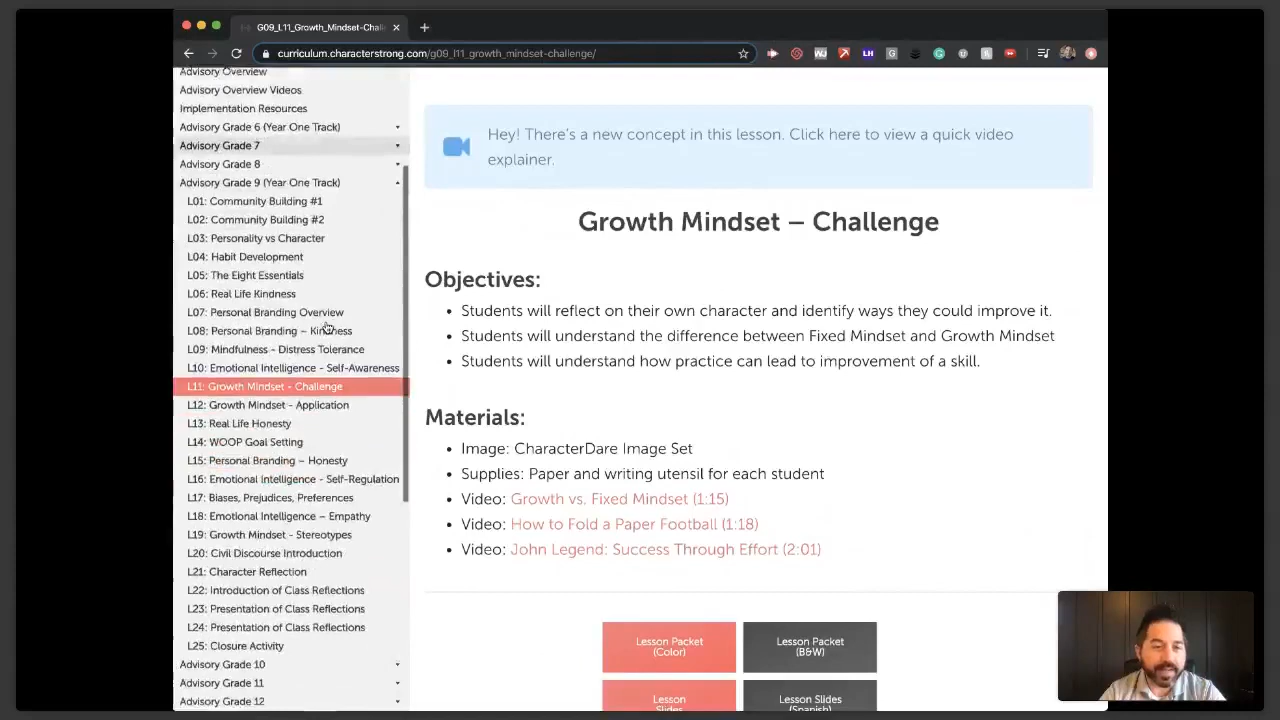 G09_L11_Growth_Mindset-Chall
curriculum.characterstrong.com/g09_l11_growth_mindset-challenge/
Advisory Overview
Advisory Overview Videos
Implementation Resources
Advisory Grade 6 (Year One Track)
Advisory Grade 7
Advisory Grade 8
Advisory Grade 9 (Year One Track)
L01: Community Building #1
L02: Community Building #2
L03: Personality vs Character
L04: Habit Development
L05: The Eight Essentials
L06: Real Life Kindness
L07: Personal Branding Overview
L08: Personal Branding – Kindness
L09: Mindfulness - Distress Tolerance
L10: Emotional Intelligence - Self-Awareness
L11: Growth Mindset - Challenge
L12: Growth Mindset - Application
L13: Real Life Honesty
L14: WOOP Goal Setting
L15: Personal Branding – Honesty
L16: Emotional Intelligence - Self-Regulation
L17: Biases, Prejudices, Preferences
L18: Emotional Intelligence – Empathy
L19: Growth Mindset - Stereotypes
L20: Civil Discourse Introduction
L21: Character Reflection
L22: Introduction of Class Reflections
L23: Presentation of Class Reflections
L24: Presentation of Class Reflections
L25: Closure Activity
Advisory Grade 10
Advisory Grade 11
Advisory Grade 12
Hey! There's a new concept in this lesson. Click here to view a quick video
explainer.
Growth Mindset – Challenge
Objectives:
Students will reflect on their own character and identify ways they could improve it.
Students will understand the difference between Fixed Mindset and Growth Mindset
Students will understand how practice can lead to improvement of a skill.
Materials:
Image: CharacterDare Image Set
Supplies: Paper and writing utensil for each student
Video: Growth vs. Fixed Mindset (1:15)
Video: How to Fold a Paper Football (1:18)
Video: John Legend: Success Through Effort (2:01)
Lesson Packet
(Color)
Lesson Packet
(B&W)
Lesson
Slides
Lesson Slides
(Spanish)